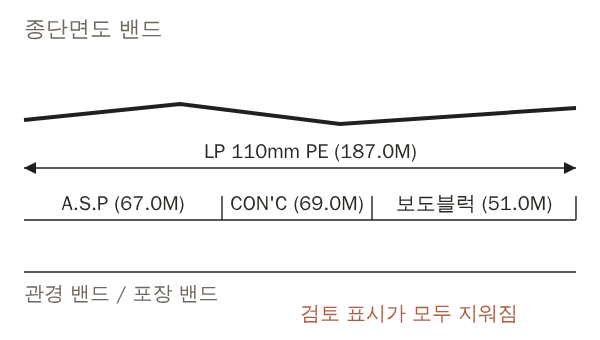 종단면도 밴드
LP 110mm PE (187.0M)
A.S.P (67.0M) CON'C (69.0M) 보도블럭 (51.0M)
관경 밴드 / 포장 밴드
검토 표시가 모두 지워짐